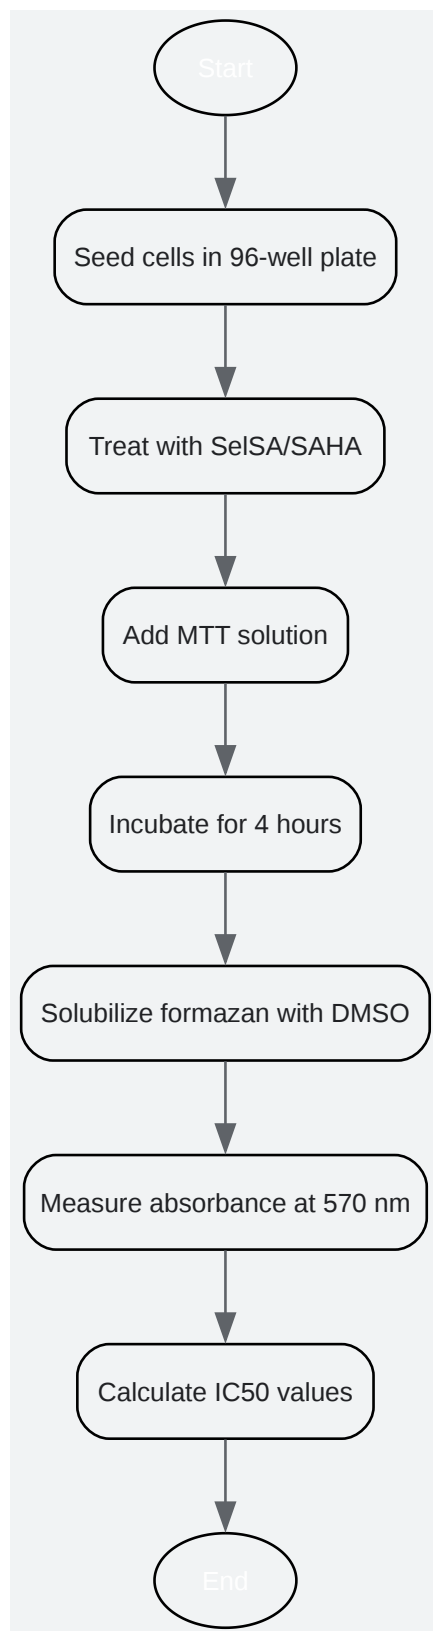 Start
Seed cells in 96-well plate
Treat with SelSA/SAHA
Add MTT solution
Incubate for 4 hours
Solubilize formazan with DMSO
Measure absorbance at 570 nm
Calculate IC50 values
End